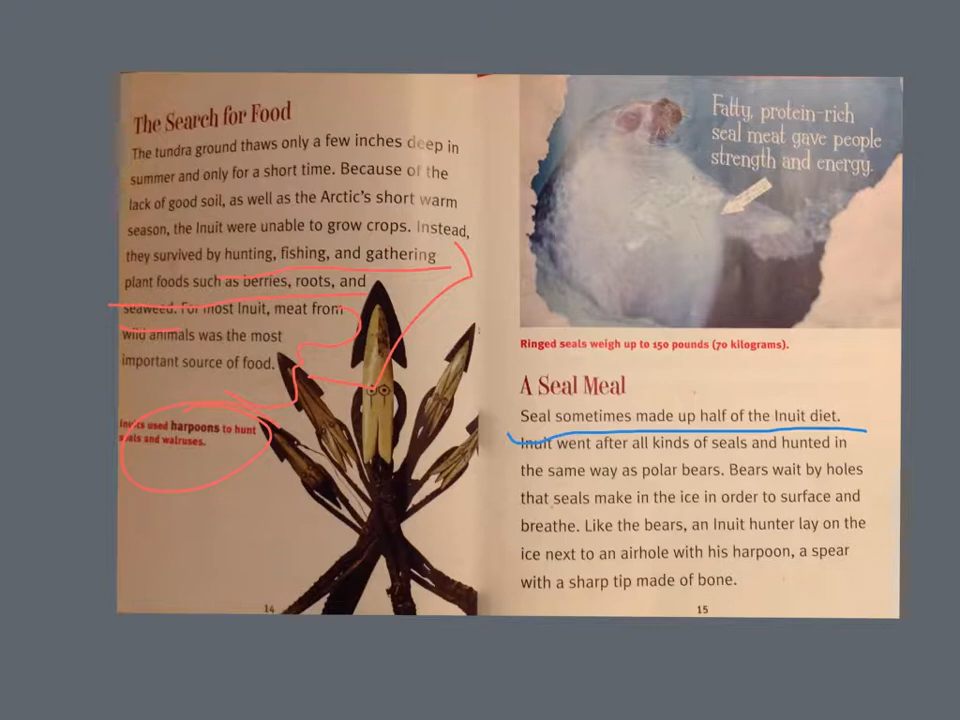 The Search for Food
The tundra ground thaws only a few inches deep in
summer and only for a short time. Because of the
lack of good soil, as well as the Arctic's short warm
season, the Inuit were unable to grow crops. Instead,
they survived by hunting, fishing, and gathering
plant foods such as berries, roots, and
seaweed. For most Inuit, meat from
wild animals was the most
important source of food.
Inuits used harpoons to hunt
seals and walruses.
14
Fatty, protein-rich
seal meat gave people
strength and energy.
Ringed seals weigh up to 150 pounds (70 kilograms).
A Seal Meal
Seal sometimes made up half of the Inuit diet.
Inuit went after all kinds of seals and hunted in
the same way as polar bears. Bears wait by holes
that seals make in the ice in order to surface and
breathe. Like the bears, an Inuit hunter lay on the
ice next to an airhole with his harpoon, a spear
with a sharp tip made of bone.
15